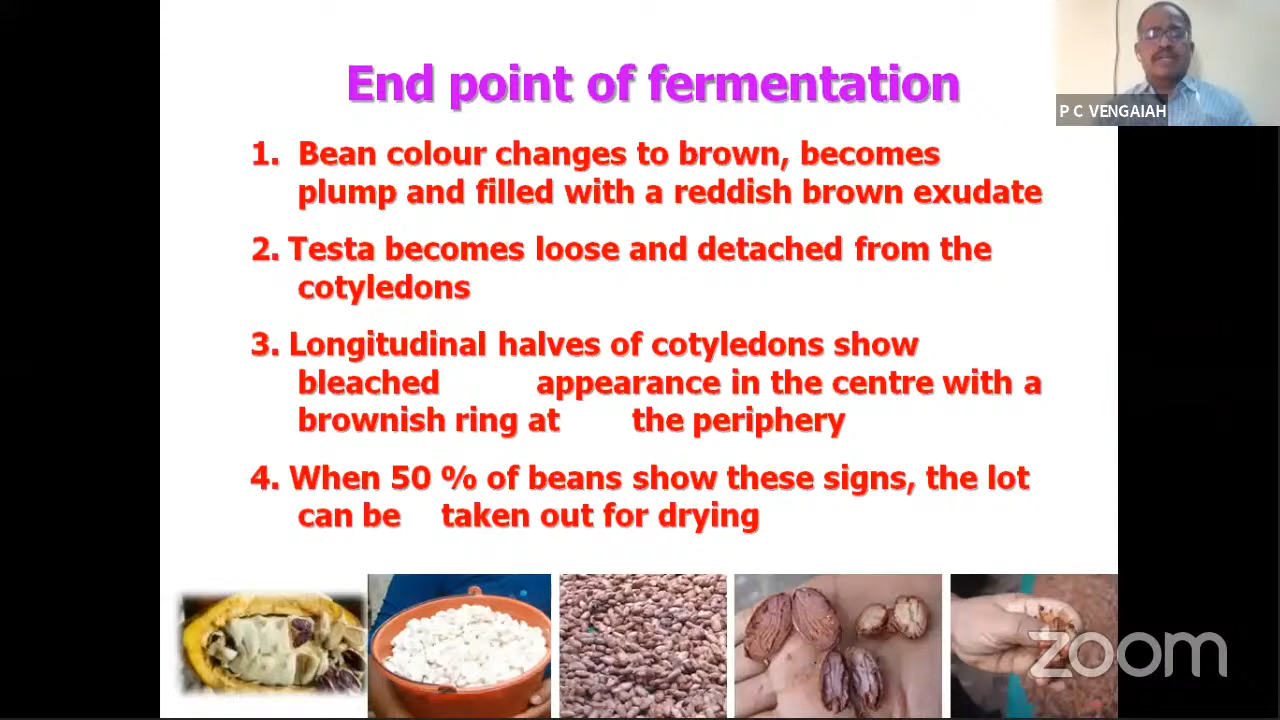 End point of fermentation
P C VENGAIAH
1. Bean colour changes to brown, becomes
plump and filled with a reddish brown exudate
2. Testa becomes loose and detached from the
cotyledons
3. Longitudinal halves of cotyledons show
bleached appearance in the centre with a
brownish ring at the periphery
4. When 50 % of beans show these signs, the lot
can be taken out for drying
zoom